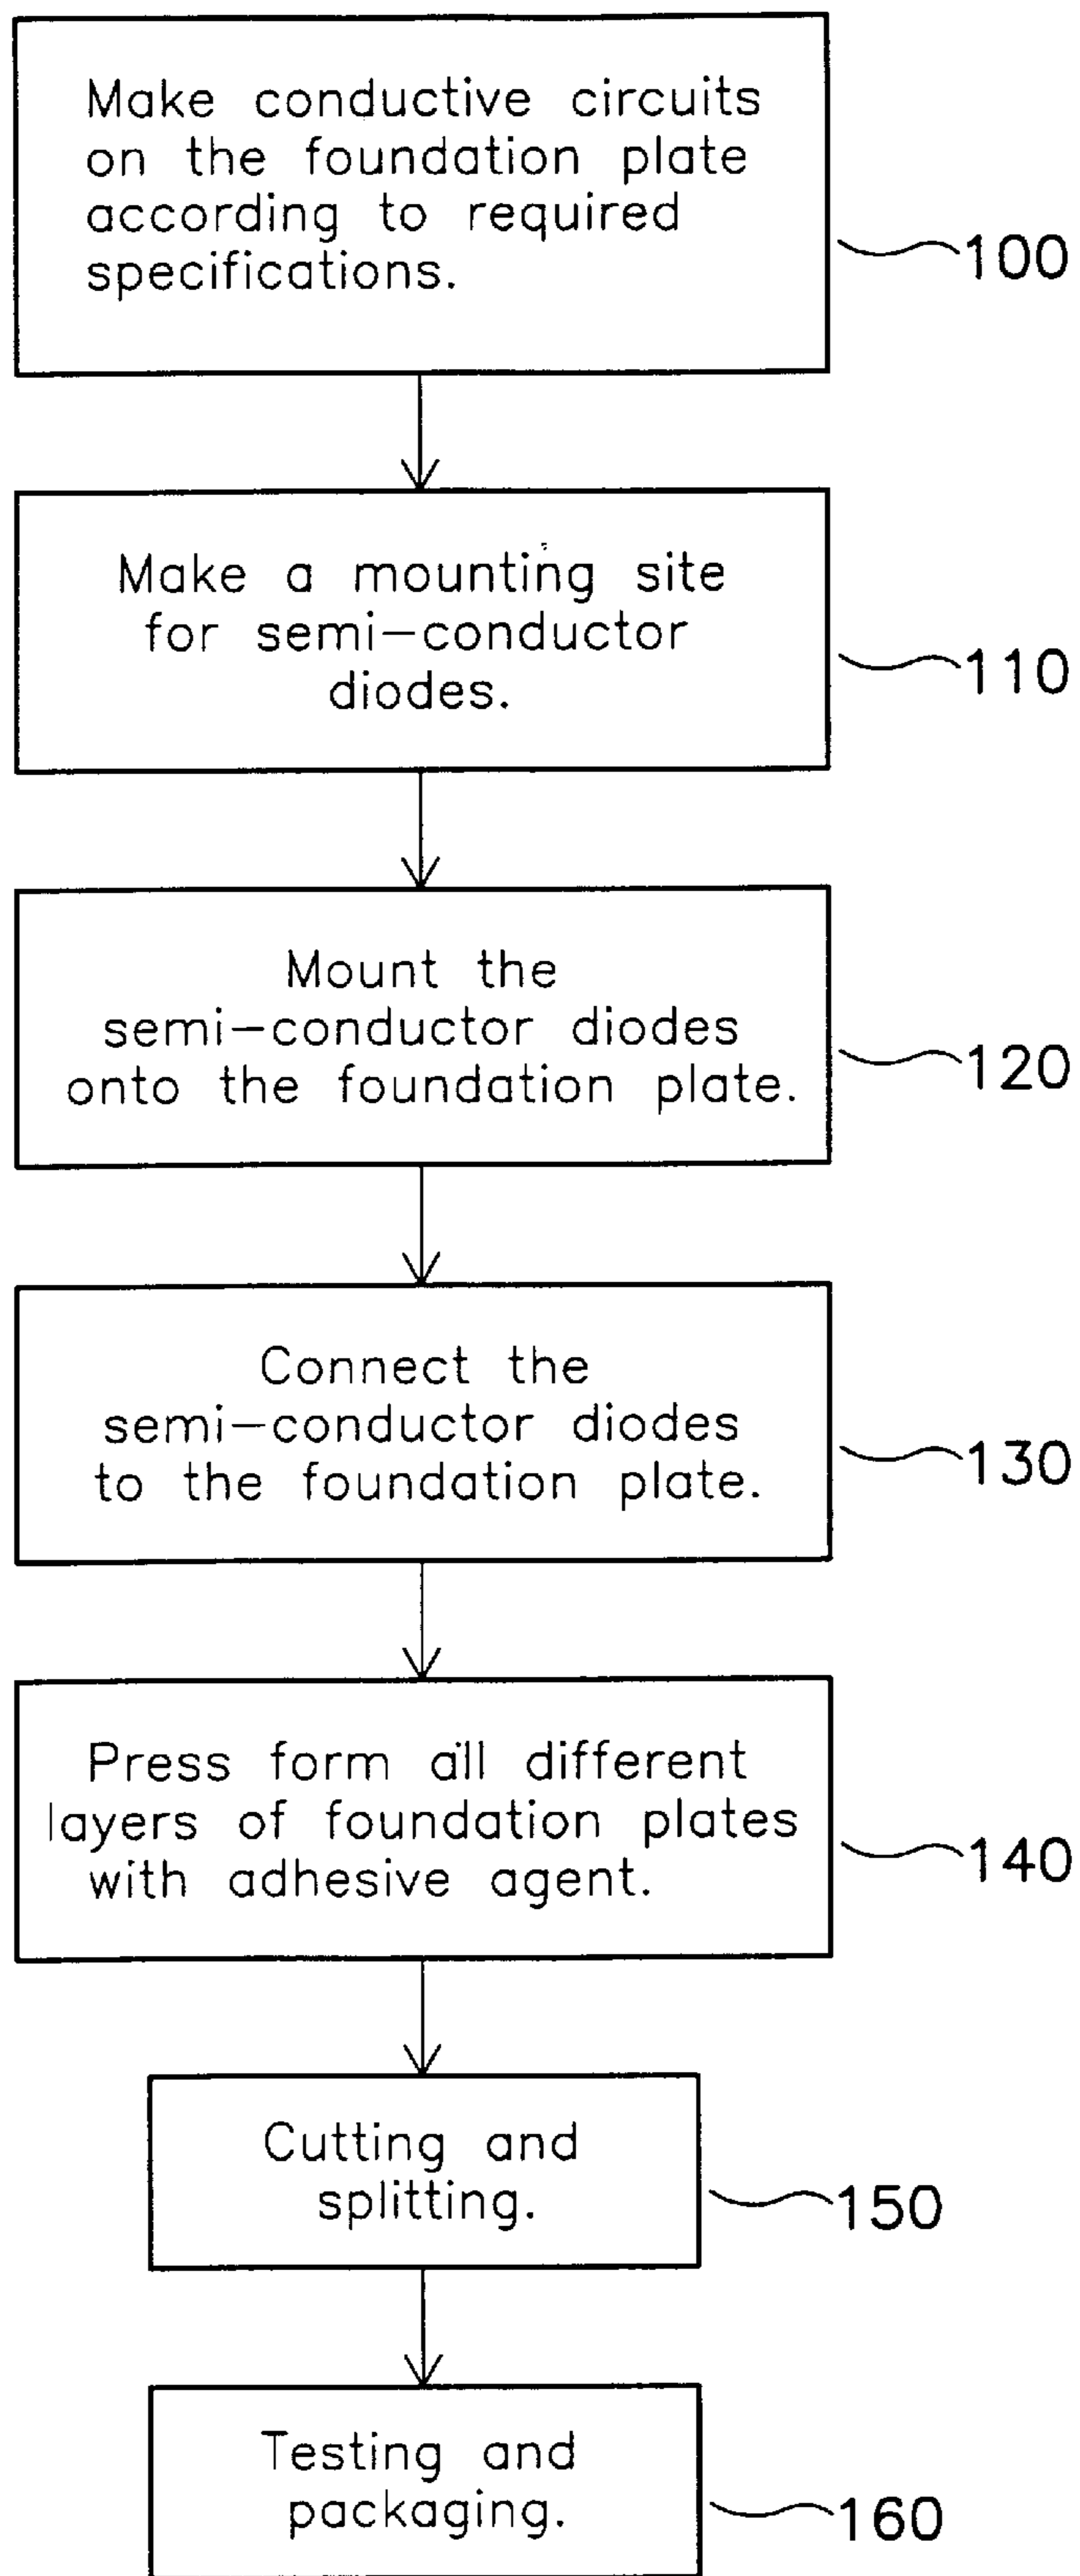 Make conductive circuits
on the foundation plate
according to required
specifications.
100
Make a mounting site
for semi-conductor
diodes.
110
Mount the
semi-conductor diodes
onto the foundation plate.
120
Connect the
semi-conductor diodes
to the foundation plate.
130
Press form all different
layers of foundation plates
with adhesive agent.
140
Cutting and
splitting.
150
Testing and
packaging.
160